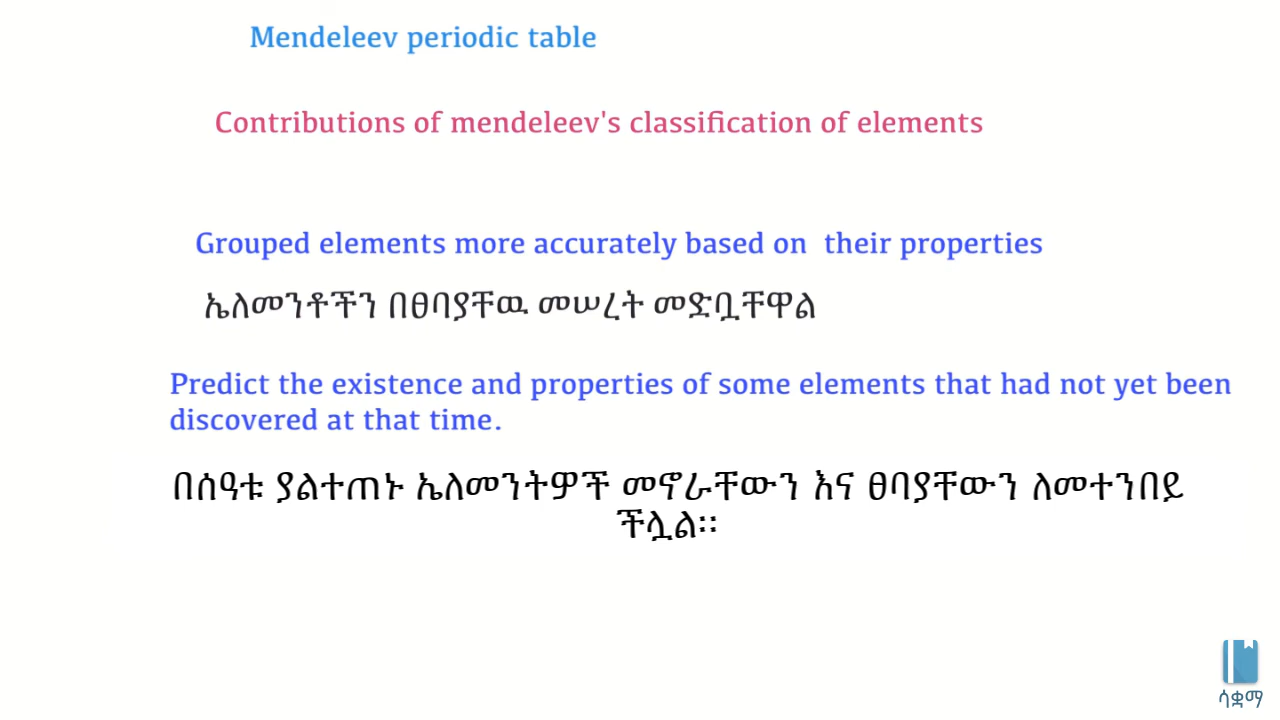 Mendeleev periodic table
Contributions of mendeleev's classification of elements
Grouped elements more accurately based on  their properties
ኤለመንቶችን በፀባያቸዉ መሠረት መድቧቸዋል
Predict the existence and properties of some elements that had not yet been
discovered at that time.
በሰዓቱ ያልተጠኑ ኤለመንትዎች መኖራቸውን እና ፀባያቸውን ለመተንበይ
ችሏል፡፡
ሳቋማ